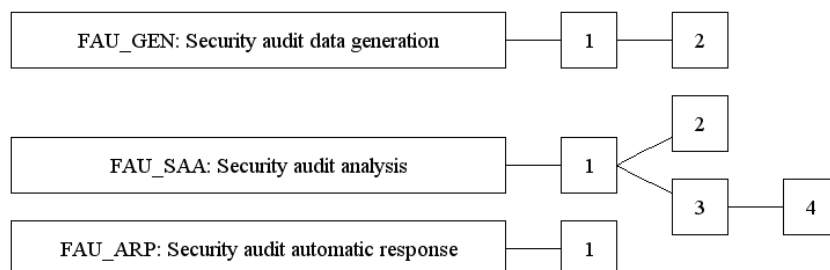 FAU_GEN: Security audit data generation 1 2
2
FAU_SAA: Security audit analysis 1
3 4
FAU_ARP: Security audit automatic response 1